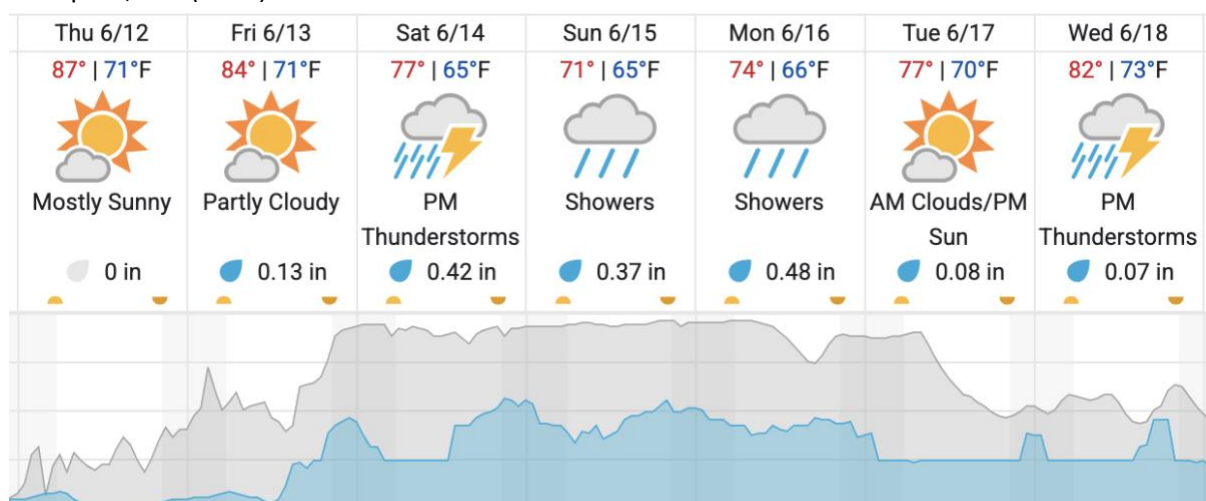 Thu 6/12
Fri 6/13
Sat 6/14
Sun 6/15
Mon 6/16
Tue 6/17
Wed 6/18
87° | 71°F
84° | 71°F
77° | 65°F
71° | 65°F
74° | 66°F
77° | 70°F
82° | 73°F
Mostly Sunny
Partly Cloudy
PM
Thunderstorms
Showers
Showers
AM Clouds/PM
Sun
PM
Thunderstorms
0 in
0.13 in
0.42 in
0.37 in
0.48 in
0.08 in
0.07 in